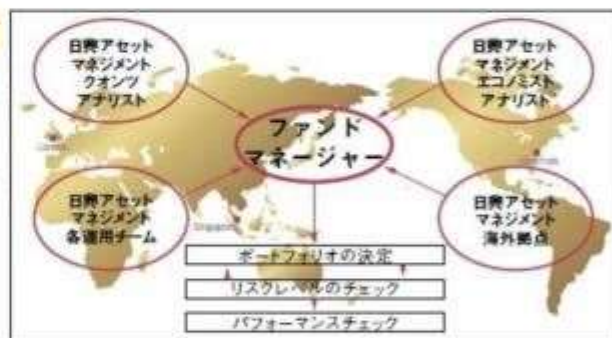 日興アセット
マネジメント
クオンツ
アナリスト
日興アセット
マネジメント
エコノミスト
アナリスト
ファンド
マネージャー
日興アセット
マネジメント
各運用チーム
Singapore
日興アセット
マネジメント
海外拠点
ポートフォリオの決定
リスクレベルのチェック
パフォーマンスチェック